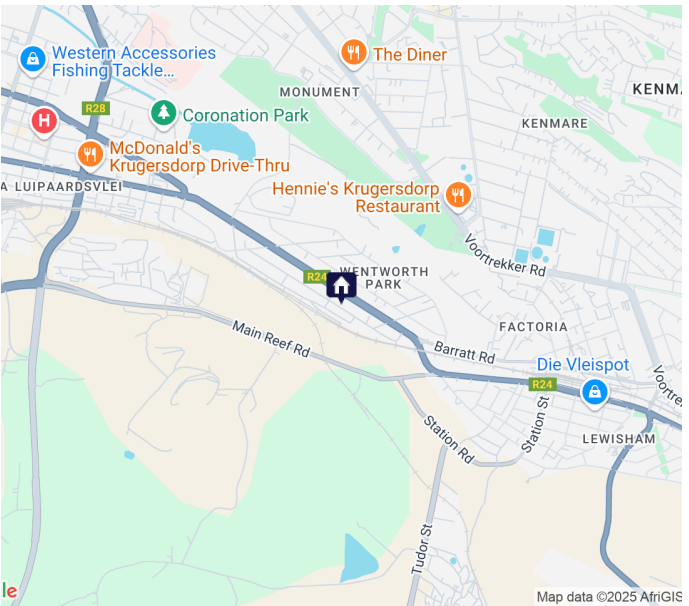 Western Accessories
Fishing Tackle...
The Diner
MONUMENT
KENMA
R28
H
Coronation Park
KENMARE
McDonald's
Krugersdorp Drive-Thru
A LUIPAARDSVLEI
Hennie's Krugersdorp
Restaurant
Voortrekker Rd
R24
WENTWORTH
PARK
Main Reef Rd
FACTORIA
Barratt Rd
Die Vleispot
R24
Voortre
Station St
Station Rd
LEWISHAM
Tudor St
le
Map data ©2025 AfriGIS